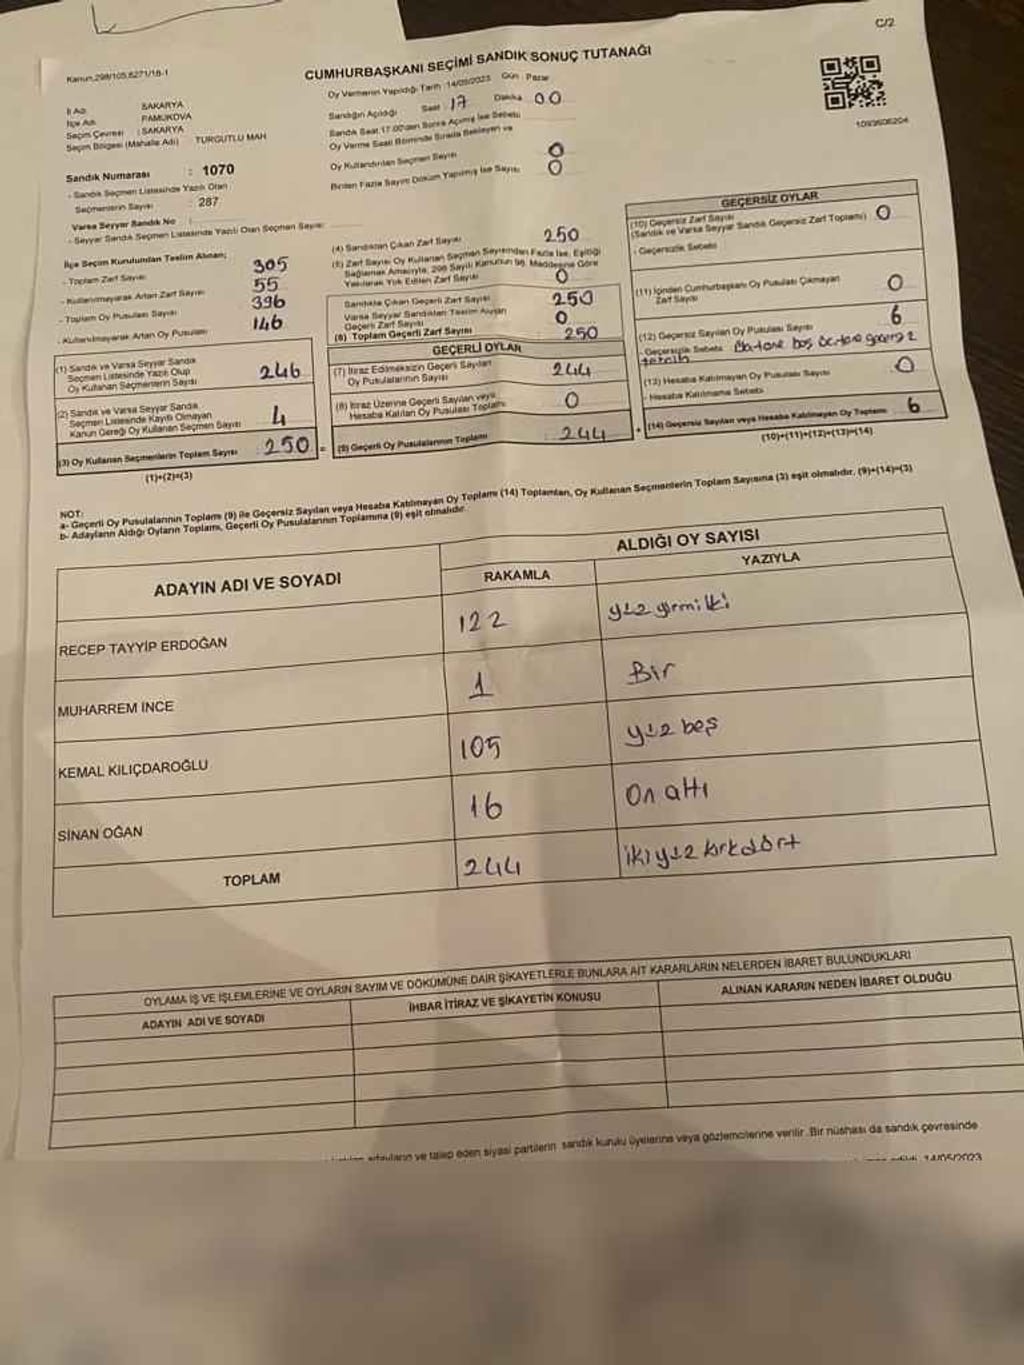 C/2
Kanun,298/105,6271/18-1
CUMHURBAŞKANI SEÇİMİ SANDIK SONUÇ TUTANAĞI
Oy Vermenin Yapıldığı Tarih :14/05/2023 Gün : Pazar
Sandığın Açıldığı Saat : 17 Dakika 00
Sandık Saat 17:00'den Sonra Açılmış İse Sebebi
Oy Verme Saati Bitiminde Sırada Bekleyen ve
Oy Kullandırılan Seçmen Sayısı 0
Birden Fazla Sayım Döküm Yapılmış İse Sayısı 0
1093606204
İl Adı : SAKARYA
İlçe Adı : PAMUKOVA
Seçim Çevresi : SAKARYA
Seçim Bölgesi (Mahalle Adı) TURGUTLU MAH
Sandık Numarası : 1070
- Sandık Seçmen Listesinde Yazılı Olan
Seçmenlerin Sayısı : 287
Varsa Seyyar Sandık No :
- Seyyar Sandık Seçmen Listesinde Yazılı Olan Seçmen Sayısı:
İlçe Seçim Kurulundan Teslim Alınan;
- Toplam Zarf Sayısı 305
- Kullanılmayarak Artan Zarf Sayısı 55
- Toplam Oy Pusulası Sayısı 396
- Kullanılmayarak Artan Oy Pusulası 146
(1) Sandık ve Varsa Seyyar Sandık
Seçmen Listesinde Yazılı Olup
Oy Kullanan Seçmenlerin Sayısı 246
(2) Sandık ve Varsa Seyyar Sandık
Seçmen Listesinde Kayıtlı Olmayan
Kanun Gereği Oy Kullanan Seçmen Sayısı 4
(3) Oy Kullanan Seçmenlerin Toplam Sayısı : 250 =
(1)+(2)=(3)
(4) Sandıktan Çıkan Zarf Sayısı 250
(5) Zarf Sayısı Oy Kullanan Seçmen Sayısından Fazla İse, Eşitliği
Sağlamak Amacıyla, 298 Sayılı Kanun'un 98. Maddesine Göre
Yakılarak Yok Edilen Zarf Sayısı 0
Sandıkta Çıkan Geçerli Zarf Sayısı 250
Varsa Seyyar Sandıktan Teslim Alınan
Geçerli Zarf Sayısı 0
(6) Toplam Geçerli Zarf Sayısı 250
GEÇERLİ OYLAR
(7) İtiraz Edilmeksizin Geçerli Sayılan
Oy Pusulalarının Sayısı 244
(8) İtiraz Üzerine Geçerli Sayılan veya
Hesaba Katılan Oy Pusulası Toplamı 0
(9) Geçerli Oy Pusulalarının Toplamı : 244 +
GEÇERSİZ OYLAR
(10) Geçersiz Zarf Sayısı
(Sandık ve Varsa Seyyar Sandık Geçersiz Zarf Toplamı) 0
- Geçersizlik Sebebi
(11) İçinden Cumhurbaşkanı Oy Pusulası Çıkmayan
Zarf Sayısı 0
(12) Geçersiz Sayılan Oy Pusulası Sayısı 6
- Geçersizlik Sebebi
(13) Hesaba Katılmayan Oy Pusulası Sayısı 0
- Hesaba Katılmama Sebebi
(14) Geçersiz Sayılan veya Hesaba Katılmayan Oy Toplamı 6
(10)+(11)+(12)+(13)=(14)
NOT:
a- Geçerli Oy Pusulalarının Toplamı (9) ile Geçersiz Sayılan veya Hesaba Katılmayan Oy Toplamı (14) Toplamları, Oy Kullanan Seçmenlerin Toplam Sayısına (3) eşit olmalıdır. (9)+(14)=(3)
b- Adayların Aldığı Oyların Toplamı, Geçerli Oy Pusulalarının Toplamına (9) eşit olmalıdır.
ADAYIN ADI VE SOYADI ALDIĞI OY SAYISI
RAKAMLA YAZIYLA
RECEP TAYYİP ERDOĞAN 122 yüz yirmi iki
MUHARREM İNCE 1 Bir
KEMAL KILIÇDAROĞLU 105 yüz beş
SİNAN OĞAN 16 On altı
TOPLAM 244 iki yüz kırkdört
OYLAMA İŞ VE İŞLEMLERİNE VE OYLARIN SAYIM VE DÖKÜMÜNE DAİR ŞİKAYETLERLE BUNLARA AİT KARARLARIN NELERDEN İBARET BULUNDUKLARI
ADAYIN ADI VE SOYADI İHBAR İTİRAZ VE ŞİKAYETİN KONUSU ALINAN KARARIN NEDEN İBARET OLDUĞU
adayların ve talep eden siyasi partilerin sandık kurulu üyelerine veya gözlemcilerine verilir. Bir nüshası da sandık çevresinde
14/05/2023